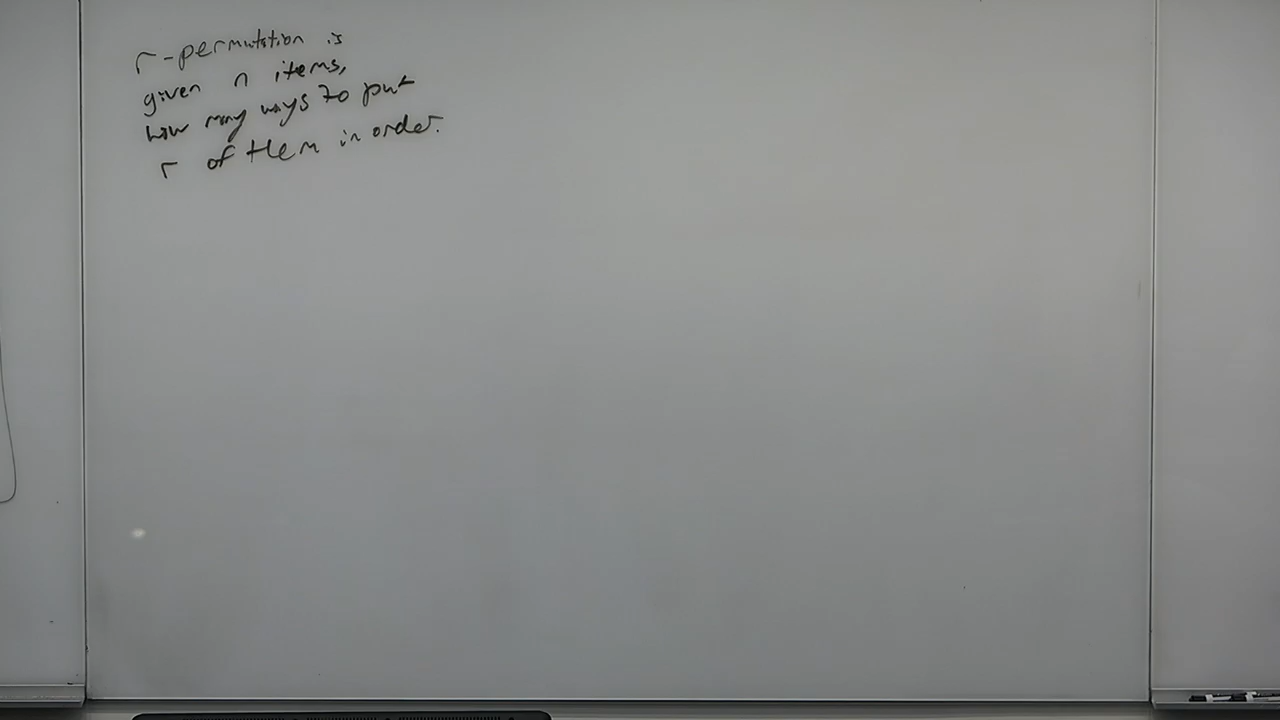 r-permutation is
given n items,
how many ways to put
r of them in order.